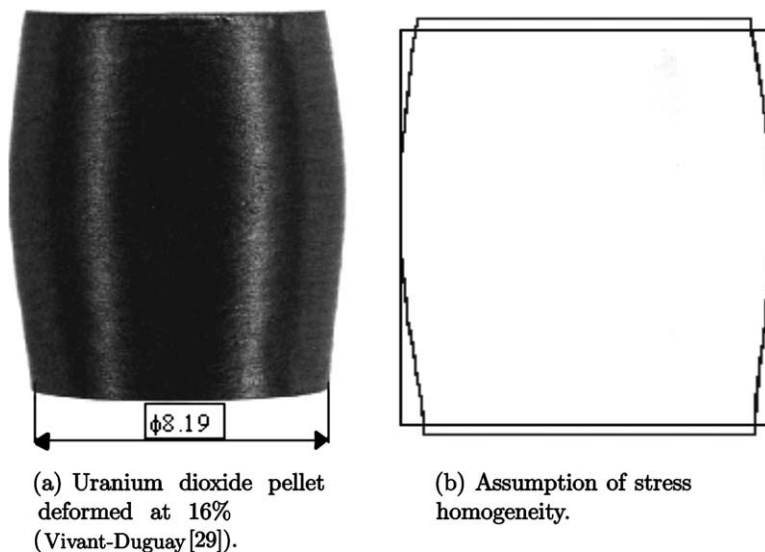 ϕ8.19
(a) Uranium dioxide pellet
deformed at 16%
(Vivant-Duguay[29]).
(b) Assumption of stress
homogeneity.